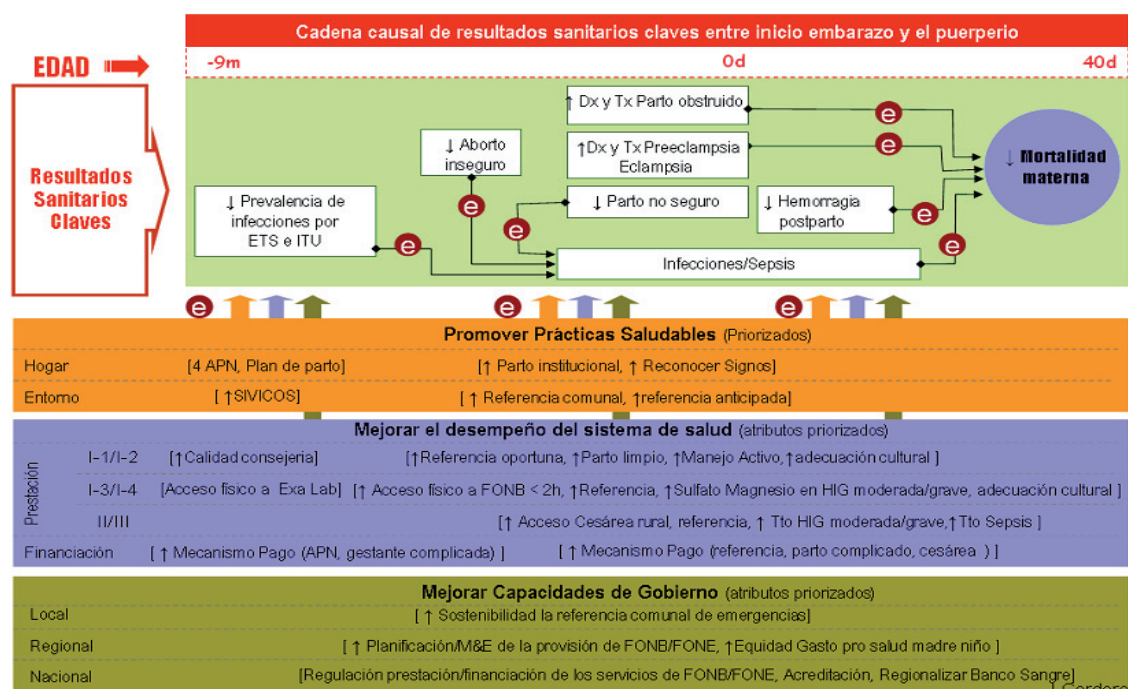 Cadena causal de resultados sanitarios claves entre inicio embarazo y el puerperio
EDAD
-9m 0d 40d
Resultados
Sanitarios
Claves
↑ Dx y Tx Parto obstruido
e
↓ Aborto
inseguro
↑Dx y Tx Preeclampsia
Eclampsia
e
↓ Mortalidad
materna
↓ Prevalencia de
infecciones por
ETS e ITU
e
e
e
↓ Parto no seguro
↓ Hemorragia
postparto
e
e
Infecciones/Sepsis
e e e
Promover Prácticas Saludables (Priorizados)
Hogar [4 APN, Plan de parto] [↑ Parto institucional, ↑ Reconocer Signos]
Entorno [ ↑SIVICOS] [ ↑ Referencia comunal, ↑referencia anticipada]
Mejorar el desempeño del sistema de salud (atributos priorizados)
Prestación
I-1/I-2 [↑Calidad consejeria] [↑Referencia oportuna, ↑Parto limpio, ↑Manejo Activo,↑adecuación cultural ]
I-3/I-4 [Acceso físico a Exa Lab] [↑ Acceso físico a FONB < 2h, ↑Referencia, ↑Sulfato Magnesio en HIG moderada/grave, adecuación cultural ]
II/III [↑ Acceso Cesárea rural, referencia, ↑ Tto HIG moderada/grave,↑Tto Sepsis ]
Financiación [ ↑ Mecanismo Pago (APN, gestante complicada) ] [ ↑ Mecanismo Pago (referencia, parto complicado, cesárea ) ]
Mejorar Capacidades de Gobierno (atributos priorizados)
Local [ ↑ Sostenibilidad la referencia comunal de emergencias]
Regional [ ↑ Planificación/M&E de la provisión de FONB/FONE, ↑Equidad Gasto pro salud madre niño ]
Nacional [Regulación prestación/financiación de los servicios de FONB/FONE, Acreditación, Regionalizar Banco Sangre]